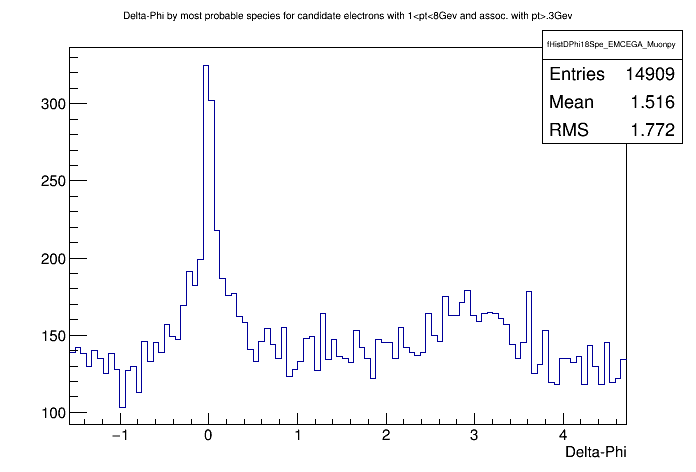 Delta-Phi by most probable species for candidate electrons with 1<pt<8Gev and assoc. with pt>.3Gev
fHistDPhi18Spe_EMCEGA_Muonpy
Entries 14909
Mean 1.516
RMS 1.772
300
250
200
150
100
−1 0 1 2 3 4
Delta-Phi